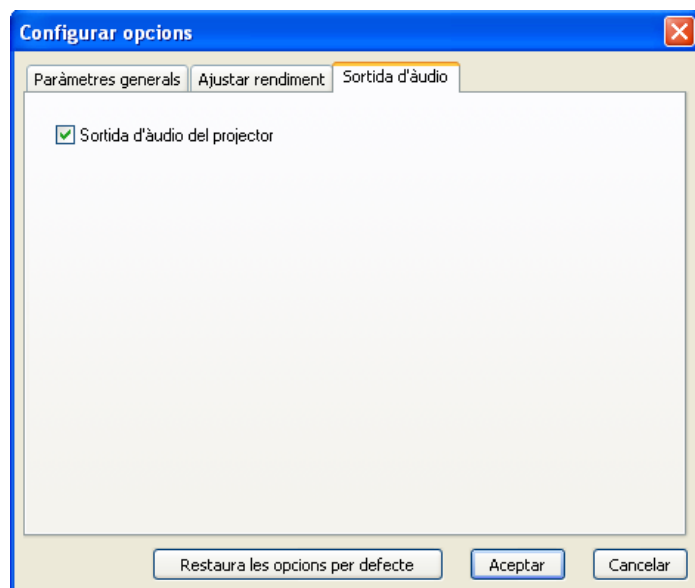 Configurar opcions
Paràmetres generals Ajustar rendiment Sortida d'àudio
Sortida d'àudio del projector
Restaura les opcions per defecte Aceptar Cancelar